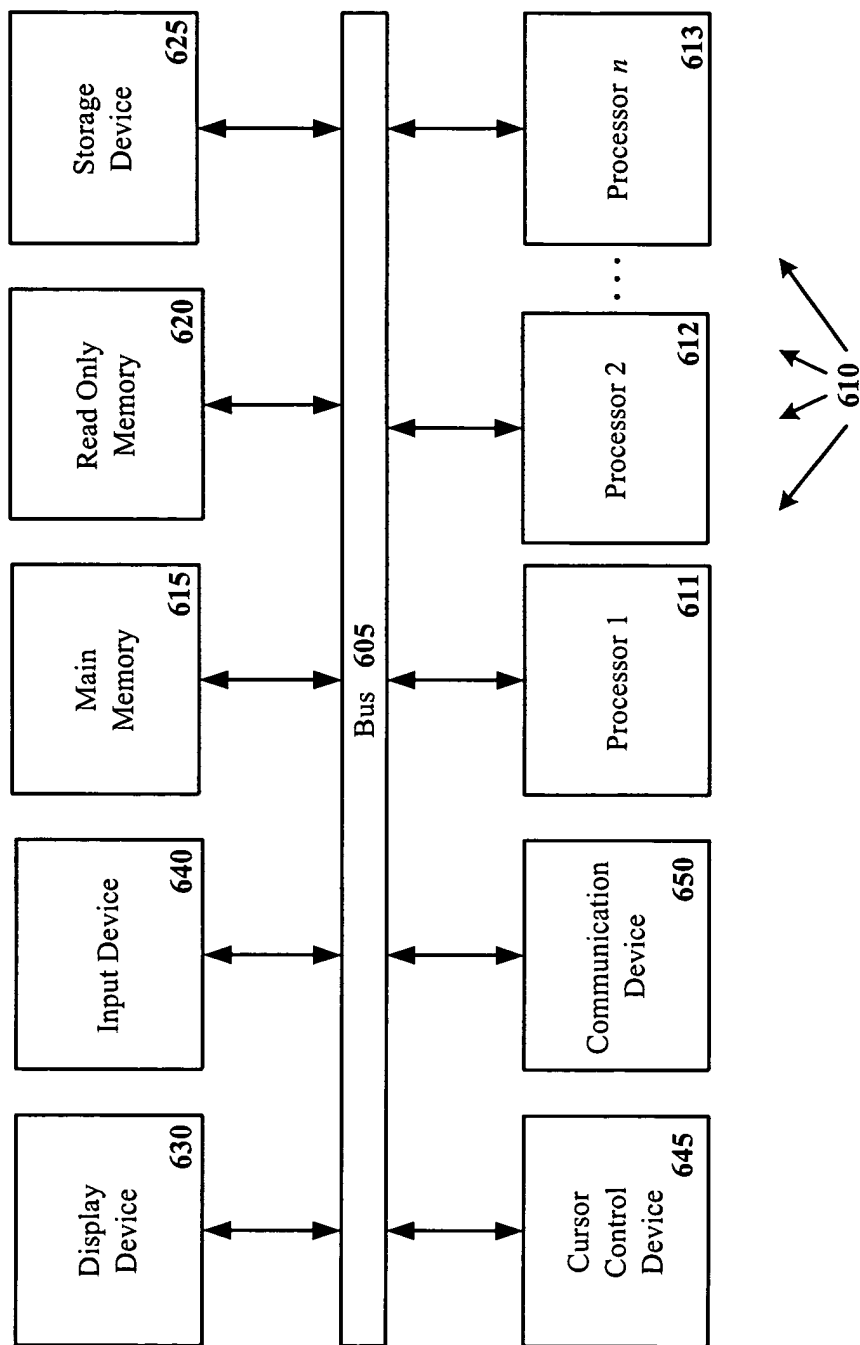 Display
Device
630
Input Device
640
Main
Memory
615
Read Only
Memory
620
Storage
Device
625
Bus 605
Cursor
Control
Device
645
Communication
Device
650
Processor 1
611
Processor 2
612
. . .
Processor n
613
610